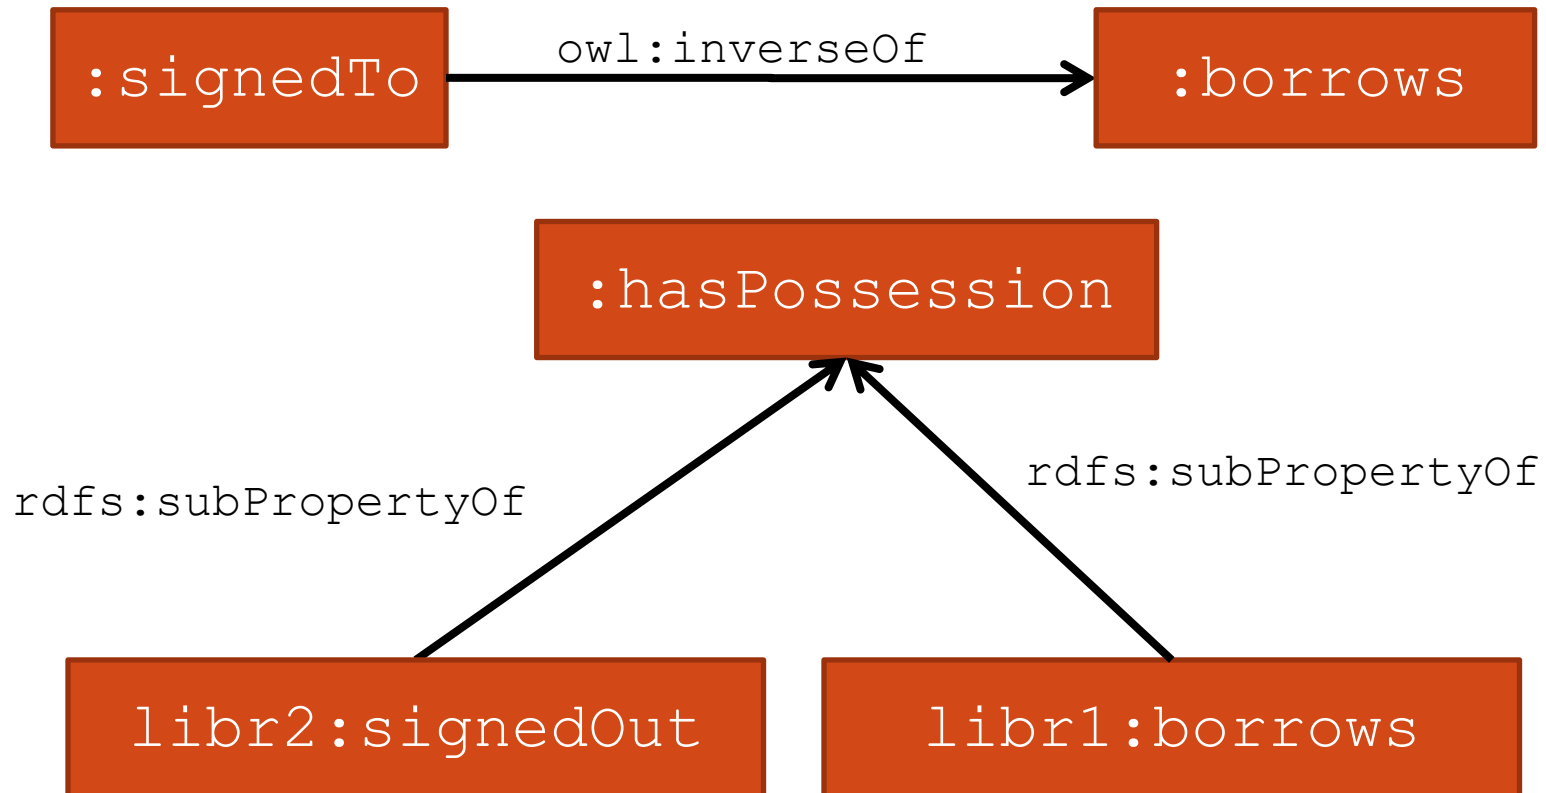 :signedTo
owl:inverseOf
:borrows
:hasPossession
rdfs:subPropertyOf
rdfs:subPropertyOf
libr2:signedOut
libr1:borrows